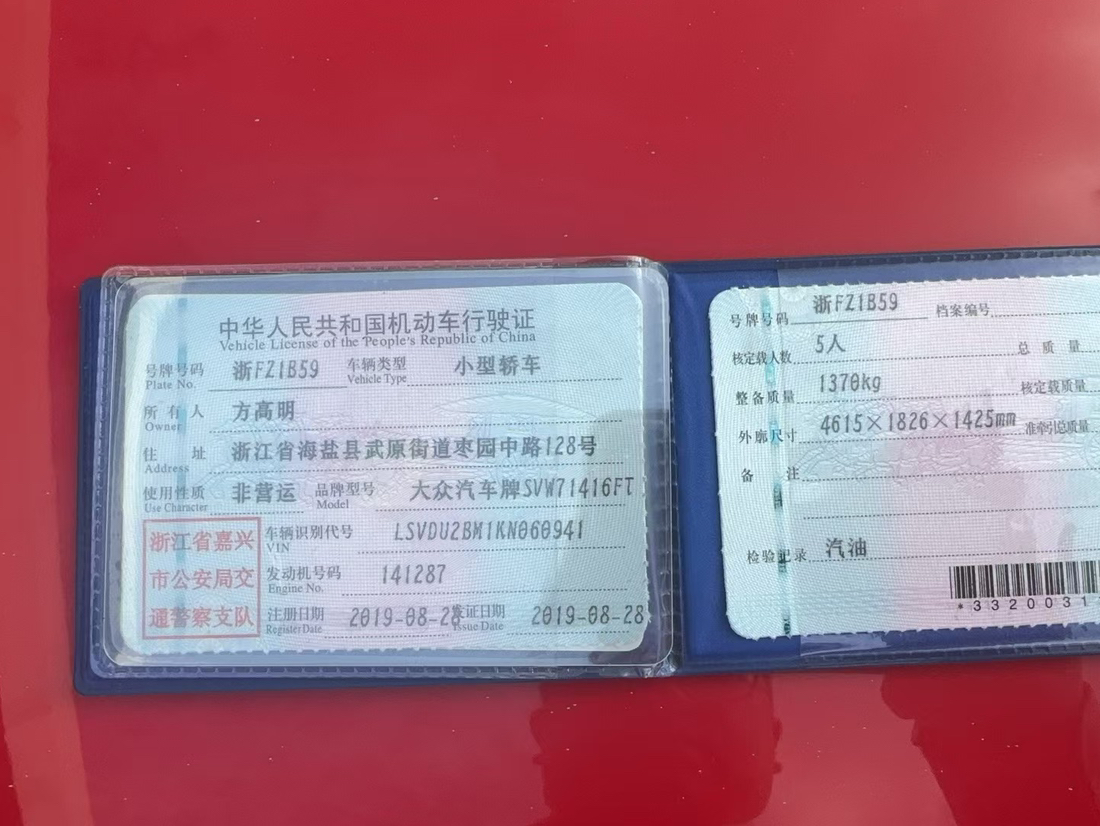 中华人民共和国机动车行驶证
Vehicle License of the People's Republic of China
号牌号码 浙FZ1B59 车辆类型 小型轿车
Plate No. Vehicle Type
所有人 方高明
Owner
住址 浙江省海盐县武原街道枣园中路128号
Address
使用性质 非营运 品牌型号 大众汽车牌SVW71416FT
Use Character Model
浙江省嘉兴
市公安局交
通警察支队
车辆识别代号 LSVDU2BM1KN060941
VIN
发动机号码 141287
Engine No.
注册日期 2019-08-28 发证日期 2019-08-28
Register Date Issue Date
号牌号码 浙FZ1B59 档案编号
核定载人数 5人 总质量
整备质量 1370kg 核定载质量
外廓尺寸 4615×1826×1425mm 准牵引总质量
备注
检验记录 汽油
*3320031